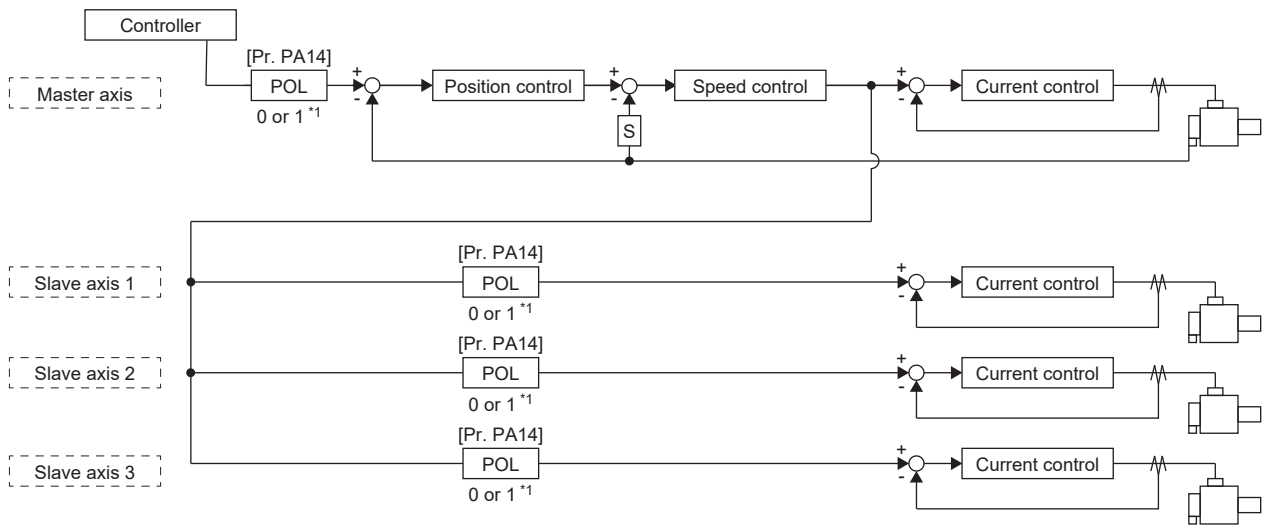 Controller
[Pr. PA14]
Master axis
POL
+
-
Position control
+
-
S
Speed control
+
-
Current control
0 or 1 *1
[Pr. PA14]
Slave axis 1
POL
+
-
Current control
0 or 1 *1
[Pr. PA14]
Slave axis 2
POL
+
-
Current control
0 or 1 *1
[Pr. PA14]
Slave axis 3
POL
+
-
Current control
0 or 1 *1